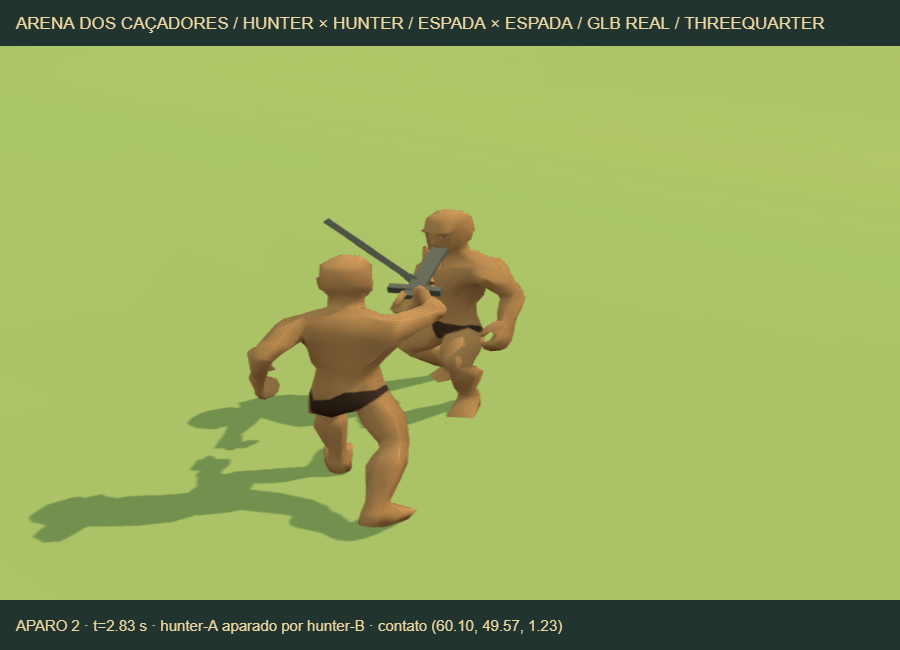 ARENA DOS CAÇADORES / HUNTER × HUNTER / ESPADA × ESPADA / GLB REAL / THREEQUARTER
APARO 2 · t=2.83 s · hunter-A aparado por hunter-B · contato (60.10, 49.57, 1.23)